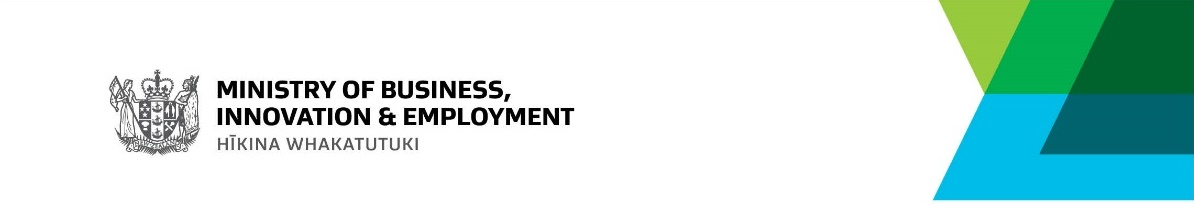 MINISTRY OF BUSINESS,
INNOVATION & EMPLOYMENT
HĪKINA WHAKATUTUKI